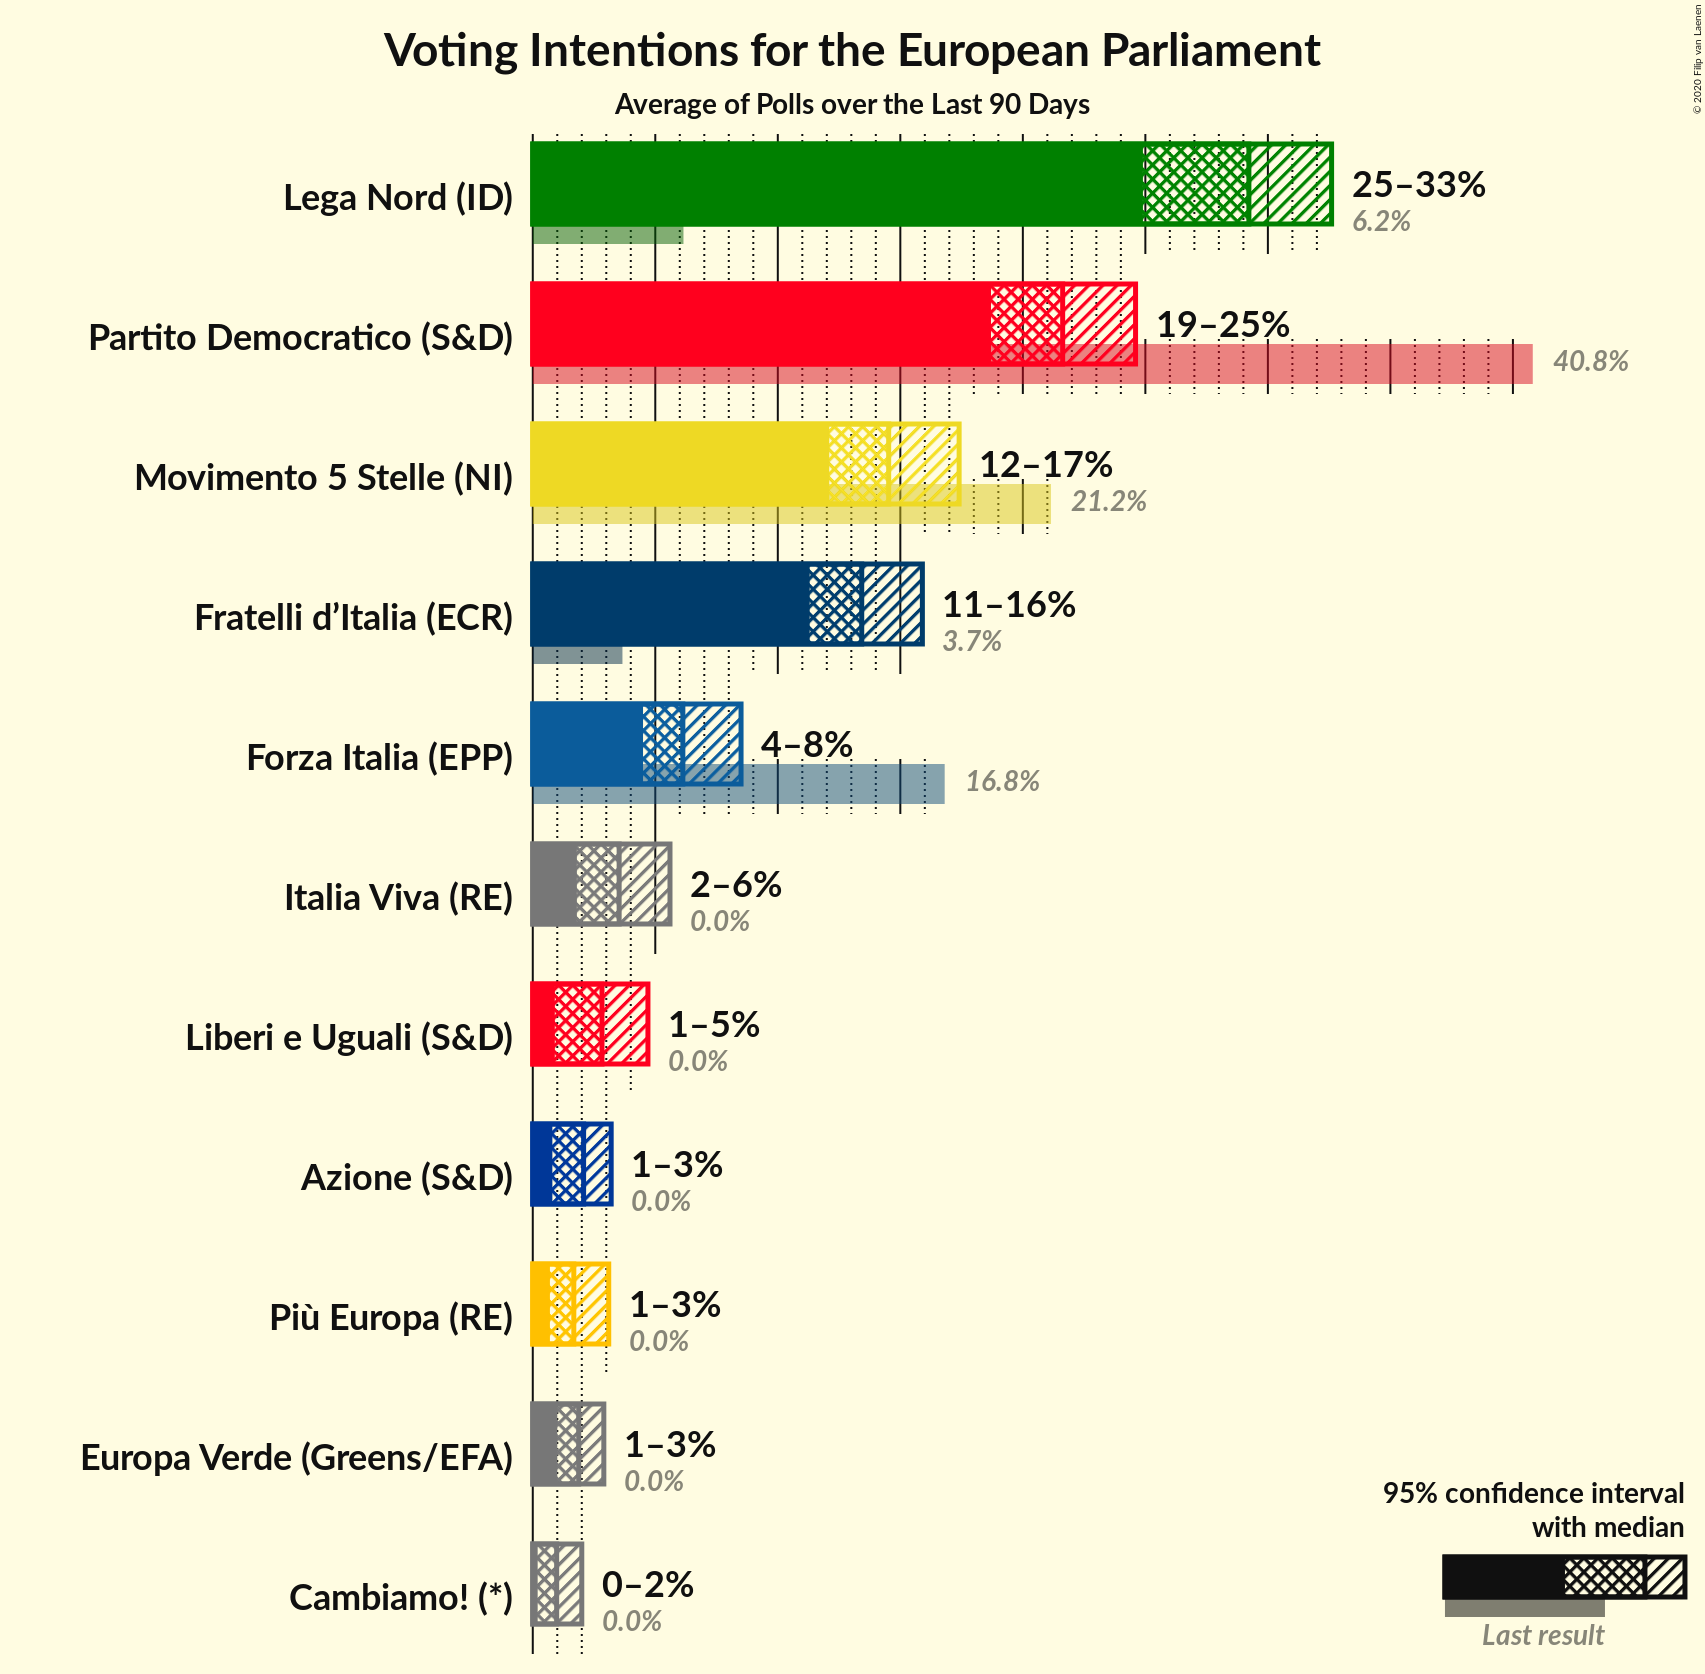 Voting Intentions for the European Parliament
Average of Polls over the Last 90 Days
© 2020 Filip van Laenen
Lega Nord (ID)
25–33%
6.2%
Partito Democratico (S&D)
19–25%
40.8%
Movimento 5 Stelle (NI)
12–17%
21.2%
Fratelli d’Italia (ECR)
11–16%
3.7%
Forza Italia (EPP)
4–8%
16.8%
Italia Viva (RE)
2–6%
0.0%
Liberi e Uguali (S&D)
1–5%
0.0%
Azione (S&D)
1–3%
0.0%
Più Europa (RE)
1–3%
0.0%
Europa Verde (Greens/EFA)
1–3%
0.0%
Cambiamo! (*)
0–2%
0.0%
95% confidence interval
with median
Last result